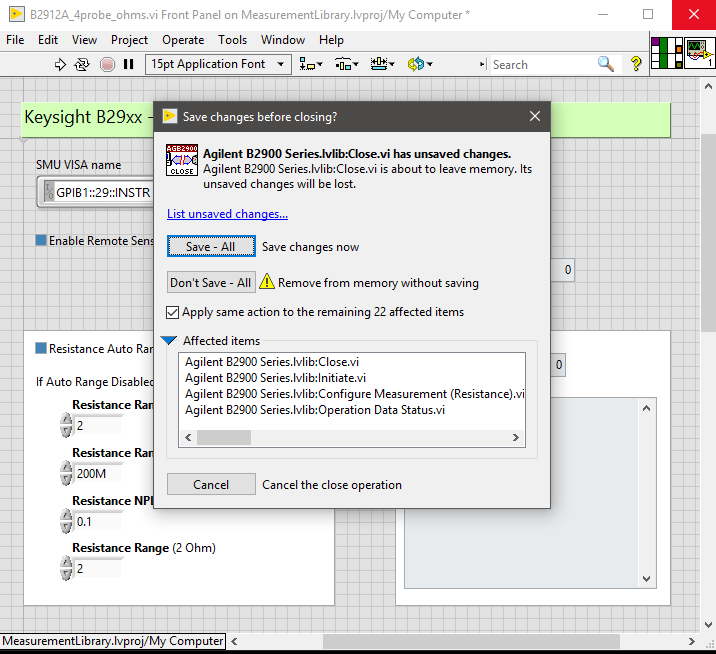 B2912A_4probe_ohms.vi Front Panel on MeasurementLibrary.lvproj/My Computer *
File Edit View Project Operate Tools Window Help
15pt Application Font
Search
?
1
Keysight B29xx -
SMU VISA name
I/O
GPIB1::29::INSTR
Enable Remote Sens
0
Resistance Auto Ran
If Auto Range Disabled
Resistance Ran
2
Resistance Ran
200M
Resistance NPL
0.1
Resistance Range (2 Ohm)
2
0
Save changes before closing?
AGB2900
CLOSE
Agilent B2900 Series.lvlib:Close.vi has unsaved changes.
Agilent B2900 Series.lvlib:Close.vi is about to leave memory. Its
unsaved changes will be lost.
List unsaved changes...
Save - All
Save changes now
Don't Save - All
Remove from memory without saving
Apply same action to the remaining 22 affected items
Affected items
Agilent B2900 Series.lvlib:Close.vi
Agilent B2900 Series.lvlib:Initiate.vi
Agilent B2900 Series.lvlib:Configure Measurement (Resistance).vi
Agilent B2900 Series.lvlib:Operation Data Status.vi
Cancel
Cancel the close operation
MeasurementLibrary.lvproj/My Computer